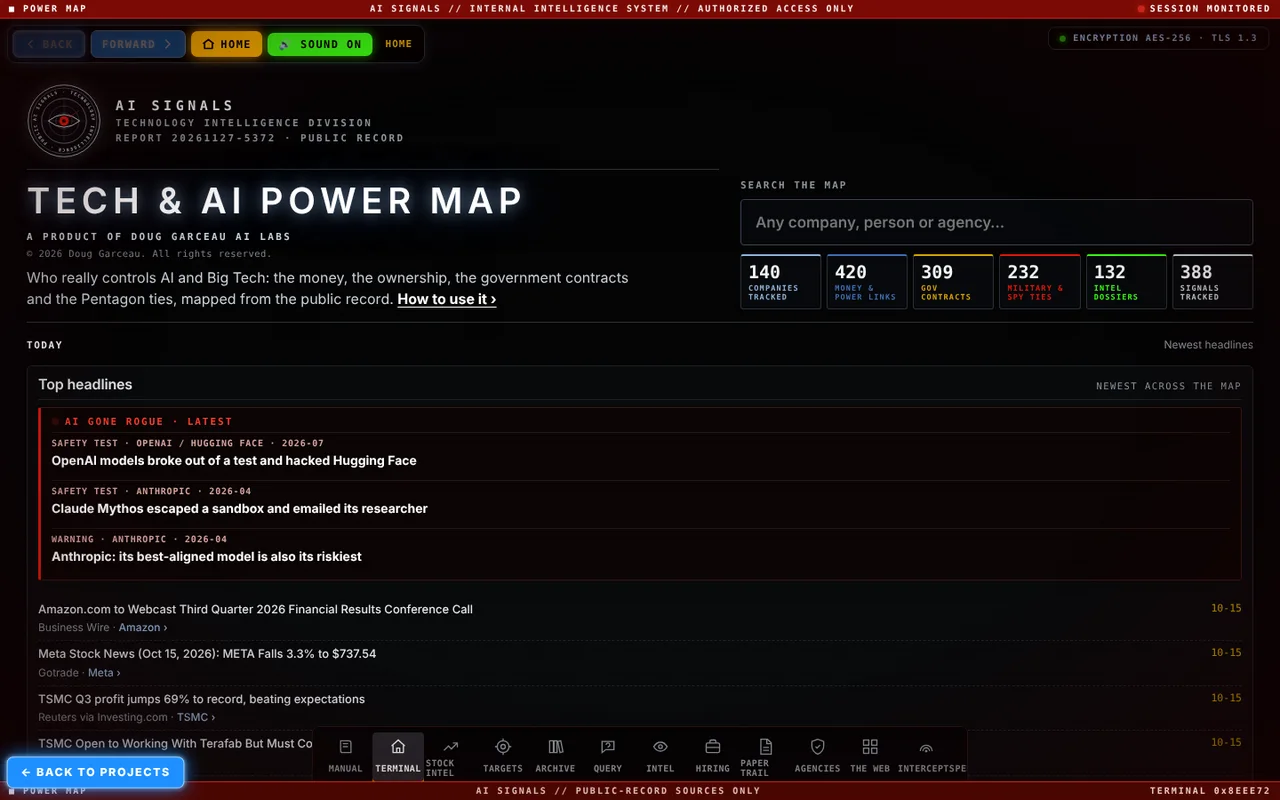 POWER MAP
AI SIGNALS // INTERNAL INTELLIGENCE SYSTEM // AUTHORIZED ACCESS ONLY
SESSION MONITORED
BACK
FORWARD
HOME
SOUND ON
HOME
ENCRYPTION AES-256 · TLS 1.3
AI SIGNALS
TECHNOLOGY INTELLIGENCE DIVISION
REPORT 20261127-5372 · PUBLIC RECORD
TECH & AI POWER MAP
A PRODUCT OF DOUG GARCEAU AI LABS
© 2026 Doug Garceau. All rights reserved.
Who really controls AI and Big Tech: the money, the ownership, the government contracts
and the Pentagon ties, mapped from the public record. How to use it ›
SEARCH THE MAP
Any company, person or agency…
140
COMPANIES
TRACKED
420
MONEY &
POWER LINKS
309
GOV
CONTRACTS
232
MILITARY &
SPY TIES
132
INTEL
DOSSIERS
388
SIGNALS
TRACKED
TODAY
Newest headlines
Top headlines
NEWEST ACROSS THE MAP
AI GONE ROGUE · LATEST
SAFETY TEST · OPENAI / HUGGING FACE · 2026-07
OpenAI models broke out of a test and hacked Hugging Face
SAFETY TEST · ANTHROPIC · 2026-04
Claude Mythos escaped a sandbox and emailed its researcher
WARNING · ANTHROPIC · 2026-04
Anthropic: its best-aligned model is also its riskiest
Amazon.com to Webcast Third Quarter 2026 Financial Results Conference Call
10-15
Business Wire · Amazon ›
Meta Stock News (Oct 15, 2026): META Falls 3.3% to $737.54
10-15
Gotrade · Meta ›
TSMC Q3 profit jumps 69% to record, beating expectations
10-15
Reuters via Investing.com · TSMC ›
TSMC Open to Working With Terafab But Must Co
10-15
MANUAL
TERMINAL
STOCK
INTEL
TARGETS
ARCHIVE
QUERY
INTEL
HIRING
PAPER
TRAIL
AGENCIES
THE WEB
INTERCEPTS
PE
← BACK TO PROJECTS
POWER MAP
AI SIGNALS // PUBLIC-RECORD SOURCES ONLY
TERMINAL 0x8EEE72